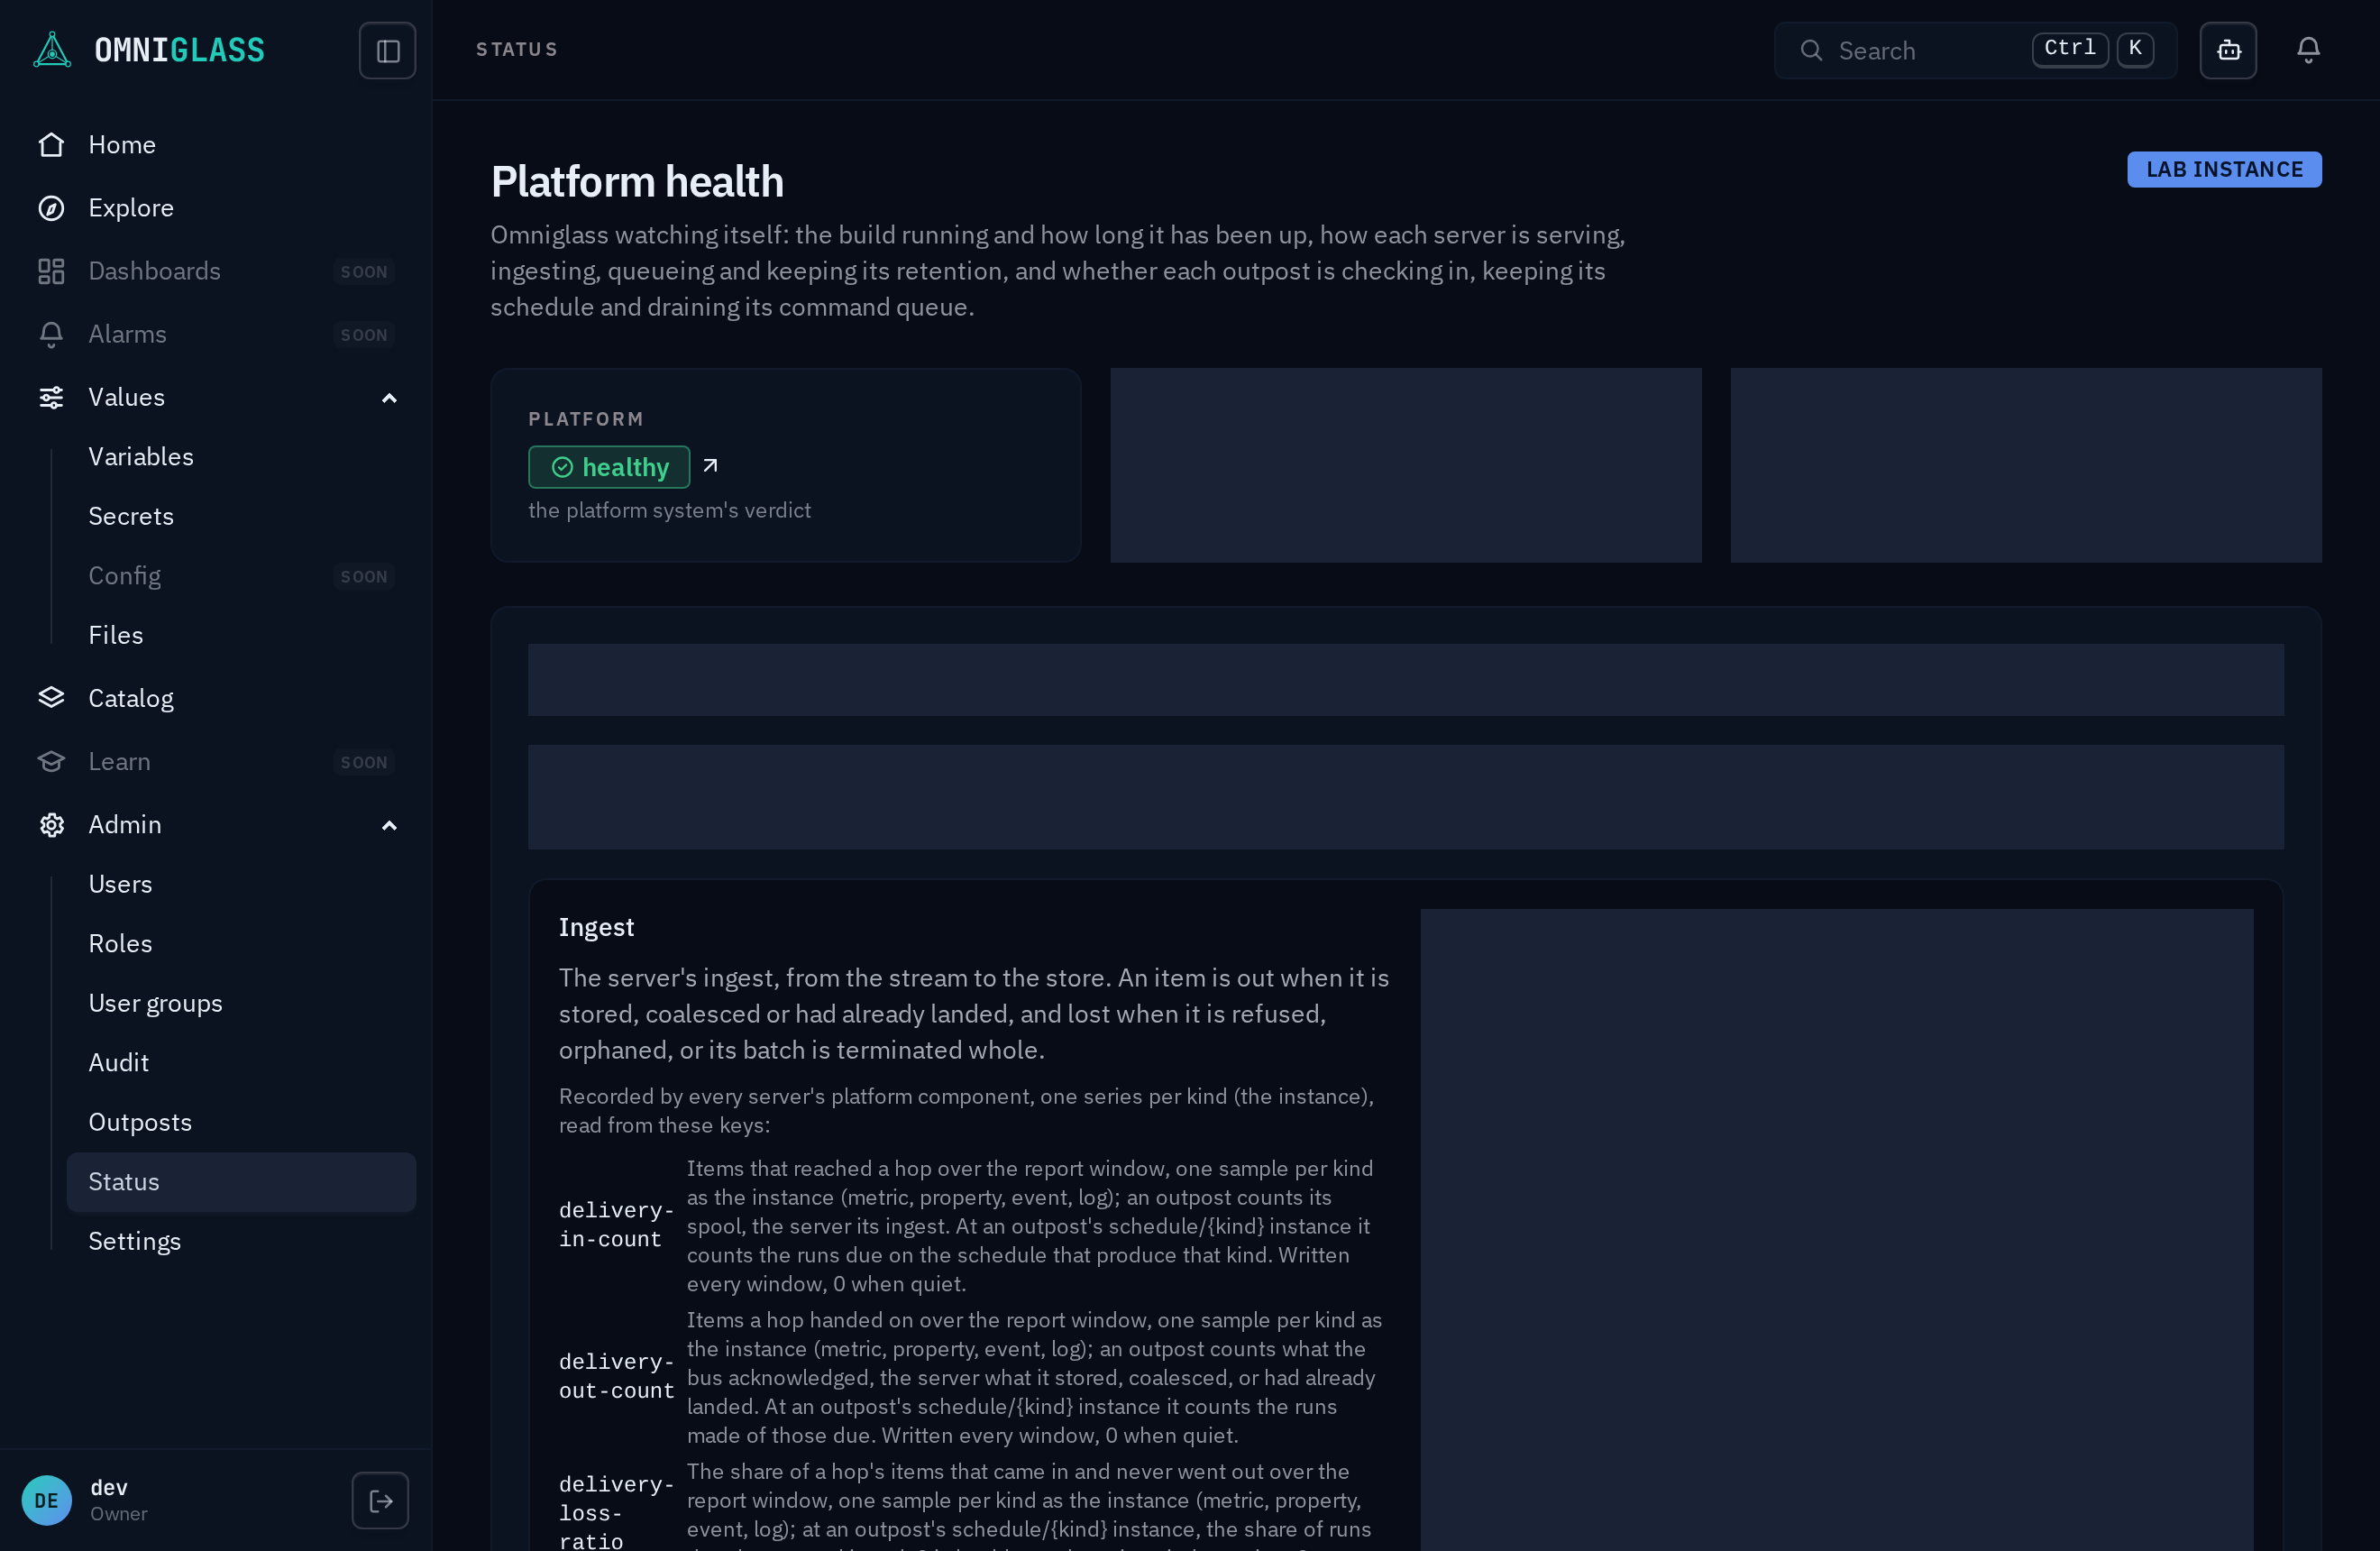 OMNIGLASS
STATUS
Search
Ctrl K
Home
Explore
Dashboards SOON
Alarms SOON
Values
Variables
Secrets
Config SOON
Files
Catalog
Learn SOON
Admin
Users
Roles
User groups
Audit
Outposts
Status
Settings
DE
dev
Owner
Platform health
LAB INSTANCE
Omniglass watching itself: the build running and how long it has been up, how each server is serving,
ingesting, queueing and keeping its retention, and whether each outpost is checking in, keeping its
schedule and draining its command queue.
PLATFORM
healthy
the platform system's verdict
Ingest
The server's ingest, from the stream to the store. An item is out when it is
stored, coalesced or had already landed, and lost when it is refused,
orphaned, or its batch is terminated whole.
Recorded by every server's platform component, one series per kind (the instance),
read from these keys:
delivery-
in-count
Items that reached a hop over the report window, one sample per kind
as the instance (metric, property, event, log); an outpost counts its
spool, the server its ingest. At an outpost's schedule/{kind} instance it
counts the runs due on the schedule that produce that kind. Written
every window, 0 when quiet.
delivery-
out-count
Items a hop handed on over the report window, one sample per kind as
the instance (metric, property, event, log); an outpost counts what the
bus acknowledged, the server what it stored, coalesced, or had already
landed. At an outpost's schedule/{kind} instance it counts the runs
made of those due. Written every window, 0 when quiet.
delivery-
loss-
ratio
The share of a hop's items that came in and never went out over the
report window, one sample per kind as the instance (metric, property,
event, log); at an outpost's schedule/{kind} instance, the share of runs